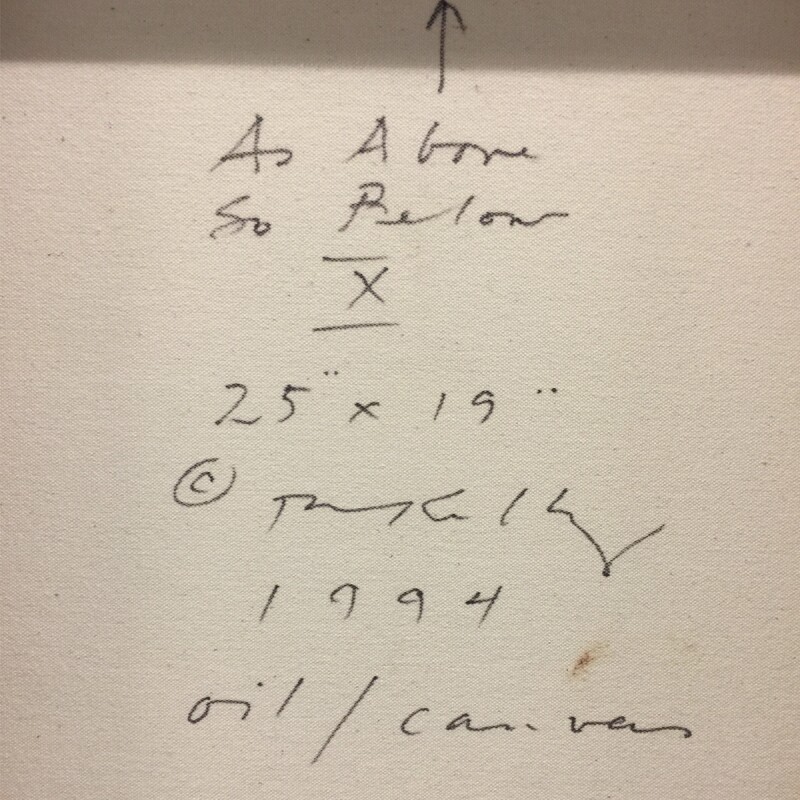 As Above
So Below
X
25" x 19"
©
1994
oil/canvas